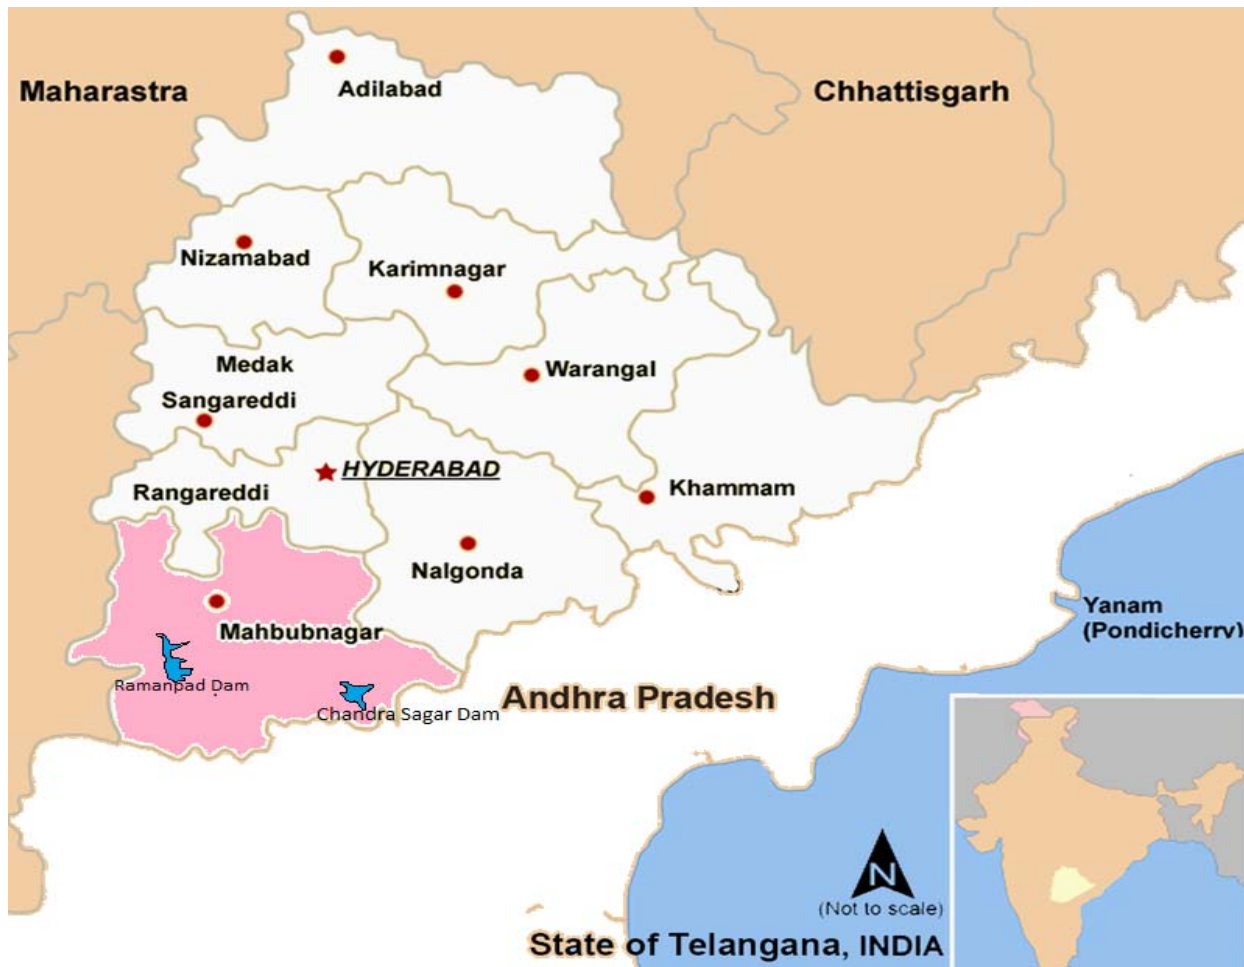 Maharastra
Chhattisgarh
Adilabad
Nizamabad
Karimnagar
Medak
Warangal
Sangareddi
HYDERABAD
Rangareddi
Khammam
Nalgonda
Mahbubnagar
Yanam
(Pondicherrv)
Ramanpad Dam
Chandra Sagar Dam
Andhra Pradesh
N
(Not to scale)
State of Telangana, INDIA